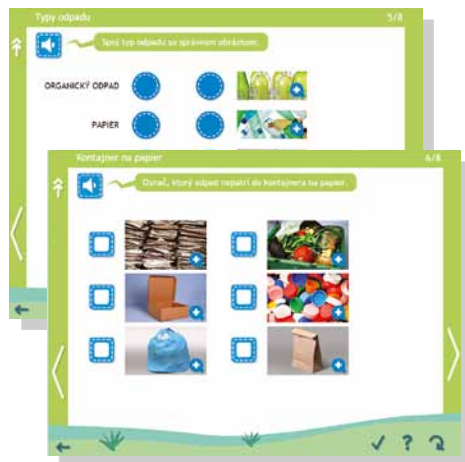 Typy odpadu 5/8
Spoj typ odpadu so správnym obrázkom.
ORGANICKÝ ODPAD
PAPIER
Kontajner na papier 6/8
Označ, ktorý odpad nepatrí do kontajnera na papier.
?